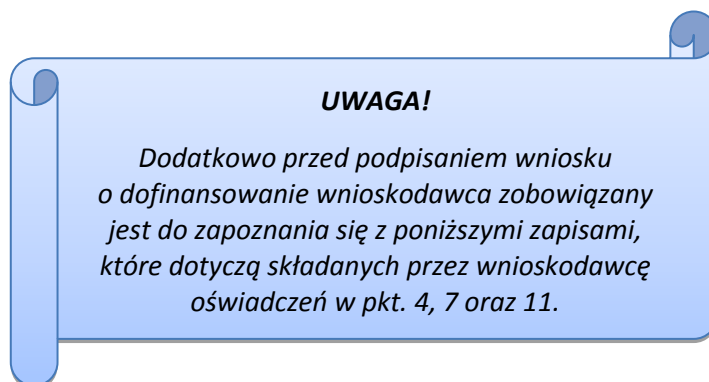 UWAGA!
Dodatkowo przed podpisaniem wniosku
o dofinansowanie wnioskodawca zobowiązany
jest do zapoznania się z poniższymi zapisami,
które dotyczą składanych przez wnioskodawcę
oświadczeń w pkt. 4, 7 oraz 11.